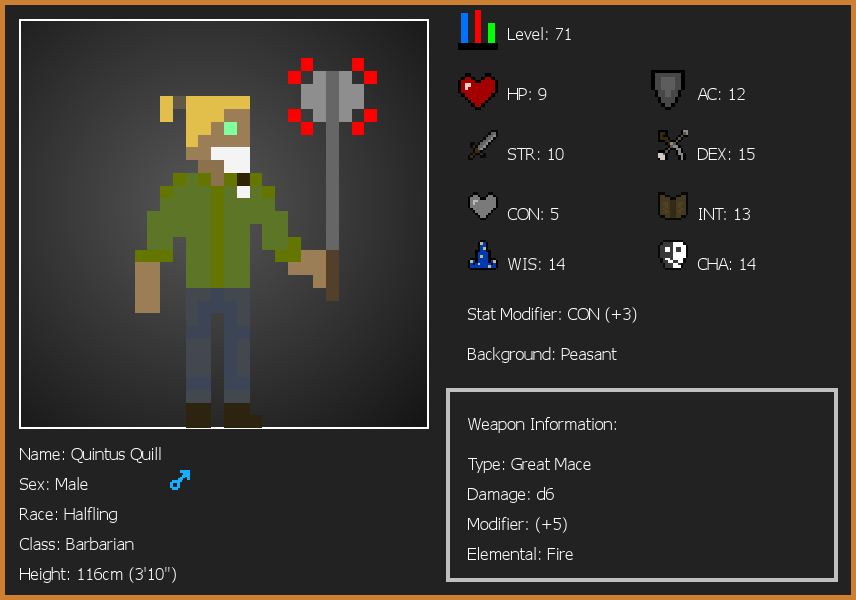 Level: 71
HP: 9
AC: 12
STR: 10
DEX: 15
CON: 5
INT: 13
WIS: 14
CHA: 14
Stat Modifier: CON (+3)
Background: Peasant
Weapon Information:
Type: Great Mace
Damage: d6
Modifier: (+5)
Elemental: Fire
Name: Quintus Quill
Sex: Male
Race: Halfling
Class: Barbarian
Height: 116cm (3'10")